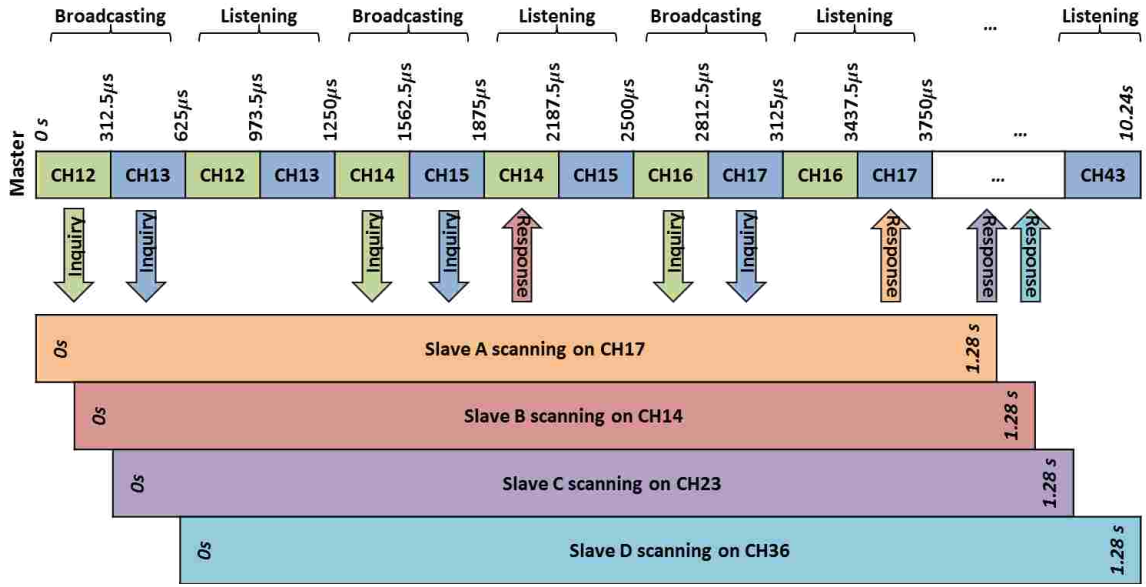 Broadcasting Listening Broadcasting Listening Broadcasting Listening ... Listening
0 s 312.5μs 625μs 973.5μs 1250μs 1562.5μs 1875μs 2187.5μs 2500μs 2812.5μs 3125μs 3437.5μs 3750μs ... 10.24s
Master CH12 CH13 CH12 CH13 CH14 CH15 CH14 CH15 CH16 CH17 CH16 CH17 ... CH43
Inquiry Inquiry Inquiry Inquiry Response Inquiry Inquiry Response Response Response
0s Slave A scanning on CH17 1.28 s
0s Slave B scanning on CH14 1.28 s
0s Slave C scanning on CH23 1.28 s
0s Slave D scanning on CH36 1.28 s